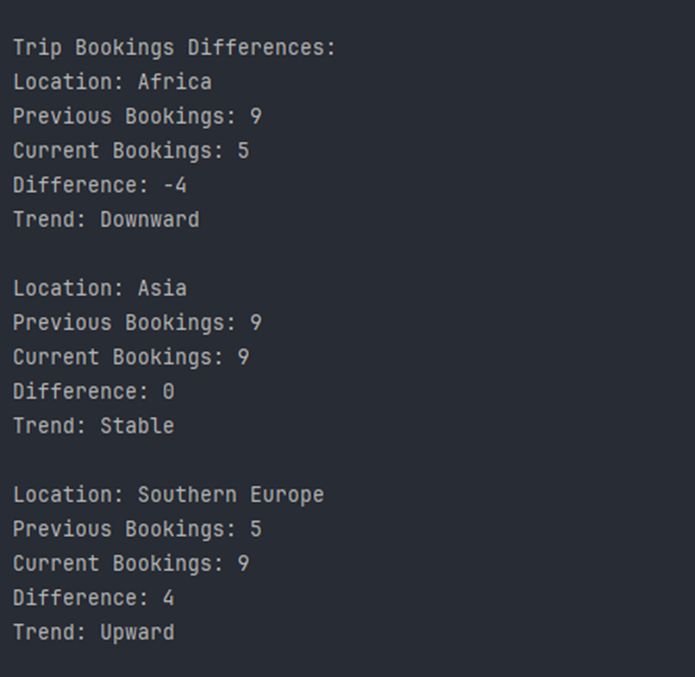 Trip Bookings Differences:
Location: Africa
Previous Bookings: 9
Current Bookings: 5
Difference: -4
Trend: Downward
Location: Asia
Previous Bookings: 9
Current Bookings: 9
Difference: 0
Trend: Stable
Location: Southern Europe
Previous Bookings: 5
Current Bookings: 9
Difference: 4
Trend: Upward